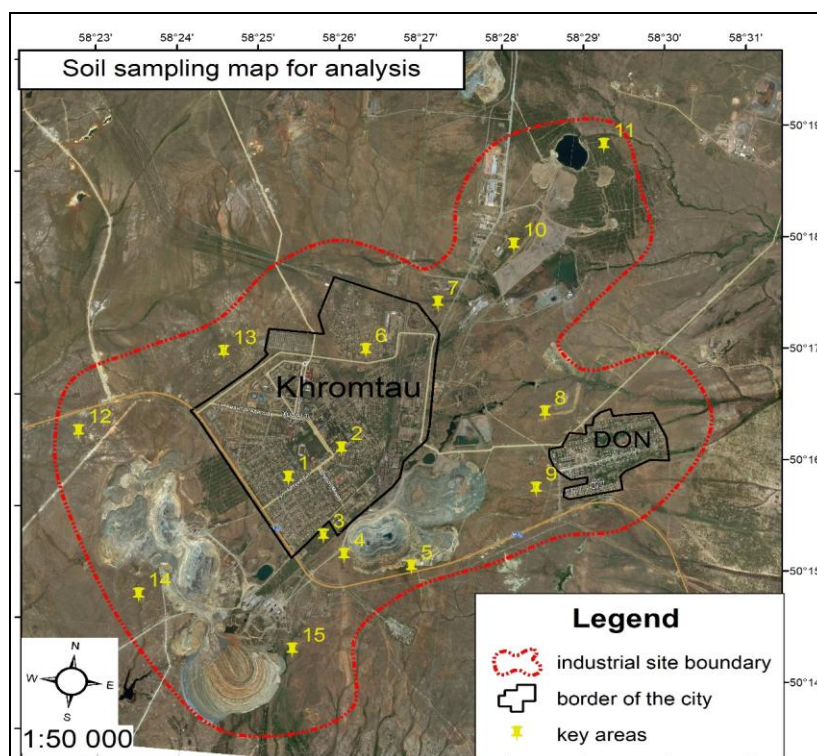 58°23' 58°24' 58°25' 58°26' 58°27' 58°28' 58°29' 58°30' 58°31'
Soil sampling map for analysis
50°19'
11
10
50°18'
7
13
6
50°17'
Khromtau
8
12
DON
2
50°16'
1
9
3
4
5
50°15'
14
Legend
15
industrial site boundary
N
W E
S
border of the city
50°14'
1:50 000
key areas